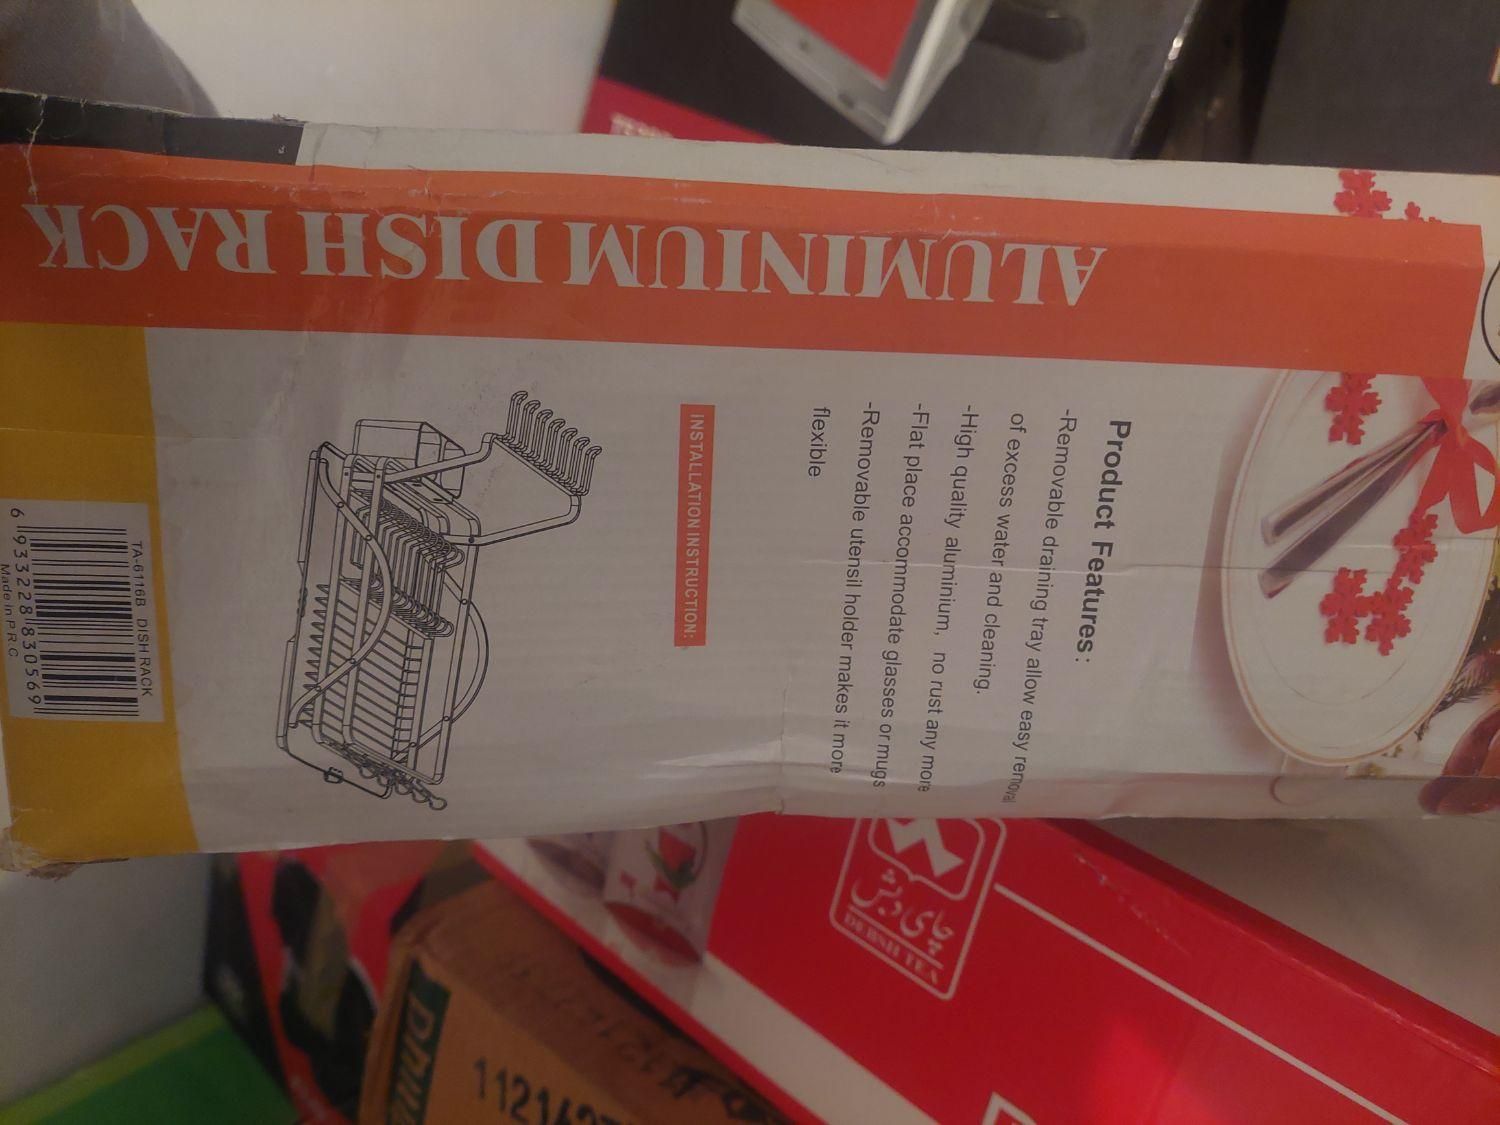 ALUMINIUM DISH RACK
Product Features:
-Removable draining tray allow easy removal
of excess water and cleaning.
-High quality aluminium, no rust any more
-Flat place accommodate glasses or mugs
-Removable utensil holder makes it more
flexible
INSTALLATION INSTRUCTION:
TA-6116B DISH RACK
6 933228 830569
Made in P.R.C
چای دبش
DEBSH TEA